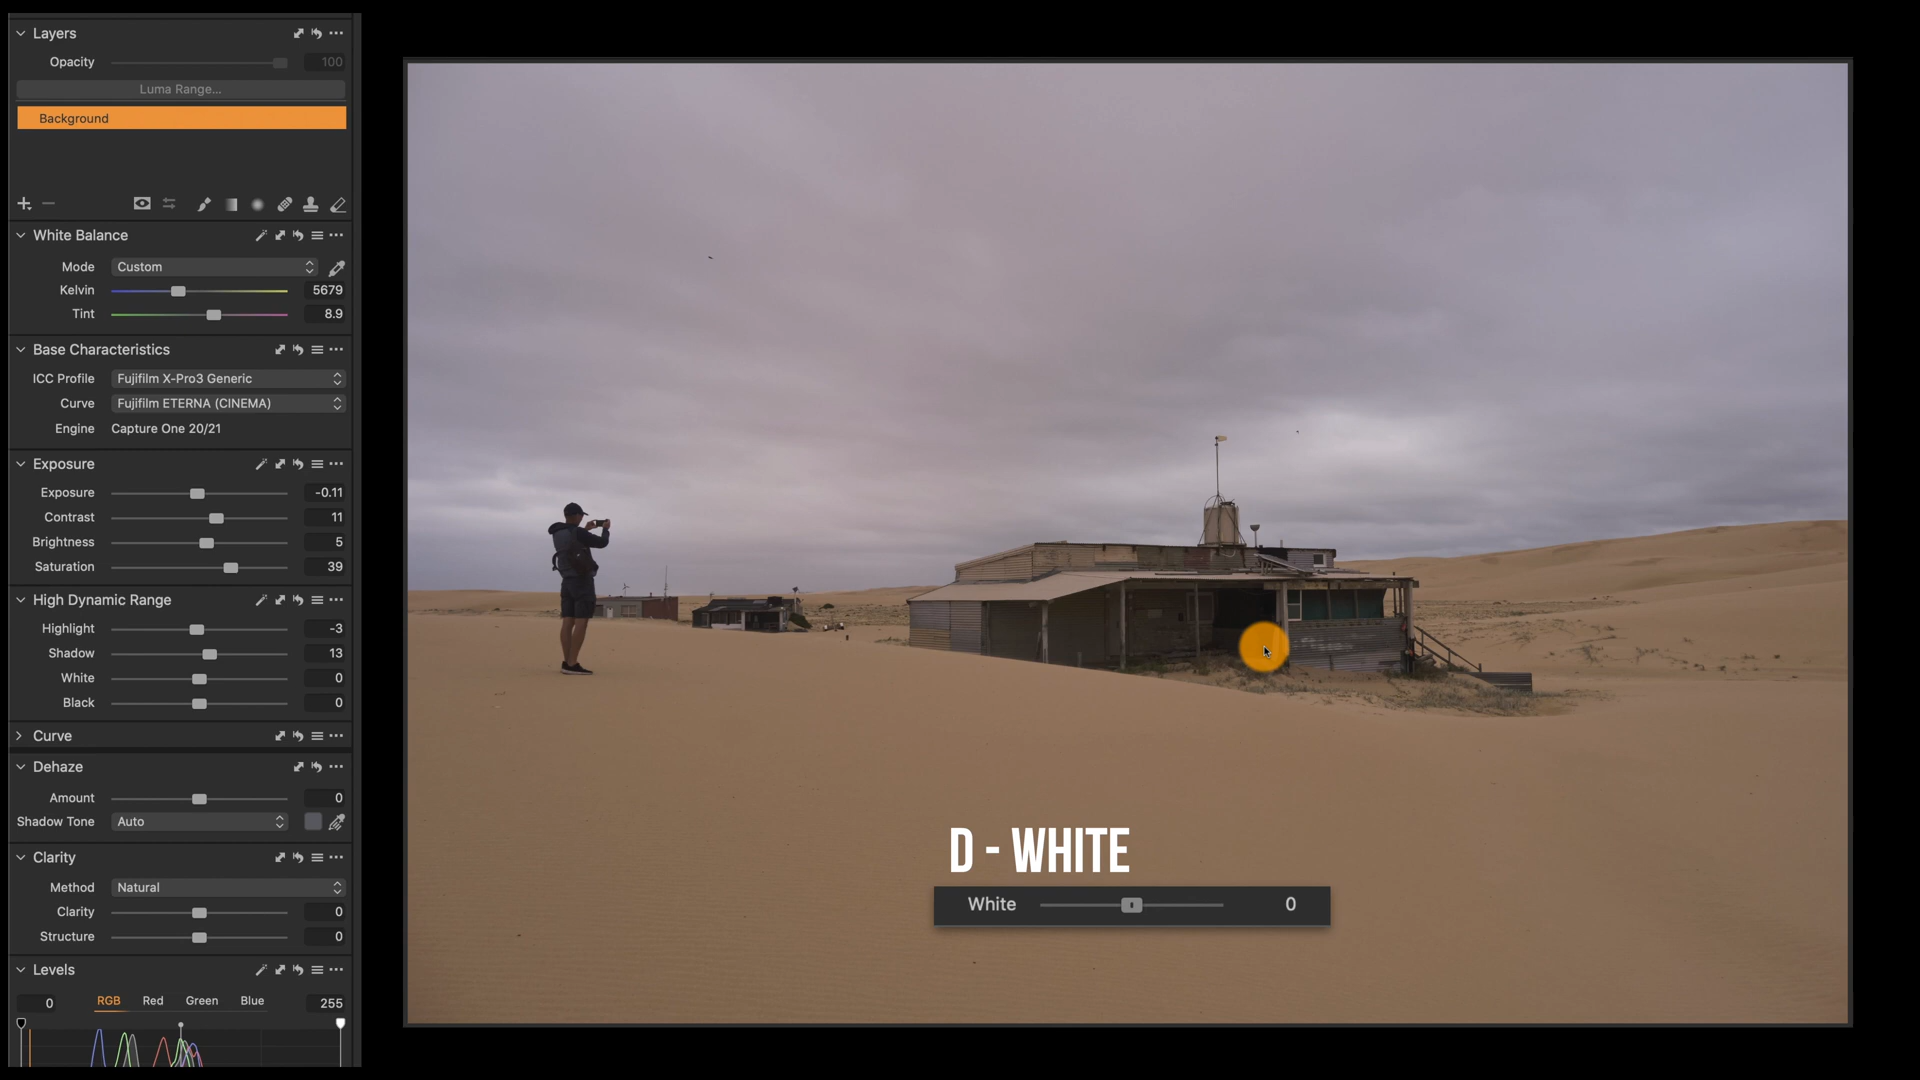 Layers
Opacity 100
Luma Range...
Background
White Balance
Mode Custom
Kelvin 5679
Tint 8.9
Base Characteristics
ICC Profile Fujifilm X-Pro3 Generic
Curve Fujifilm ETERNA (CINEMA)
Engine Capture One 20/21
Exposure
Exposure -0.11
Contrast 11
Brightness 5
Saturation 39
High Dynamic Range
Highlight -3
Shadow 13
White 0
Black 0
Curve
Dehaze
Amount 0
Shadow Tone Auto
Clarity
Method Natural
Clarity 0
Structure 0
Levels
0 RGB Red Green Blue 255
D - WHITE
White 0